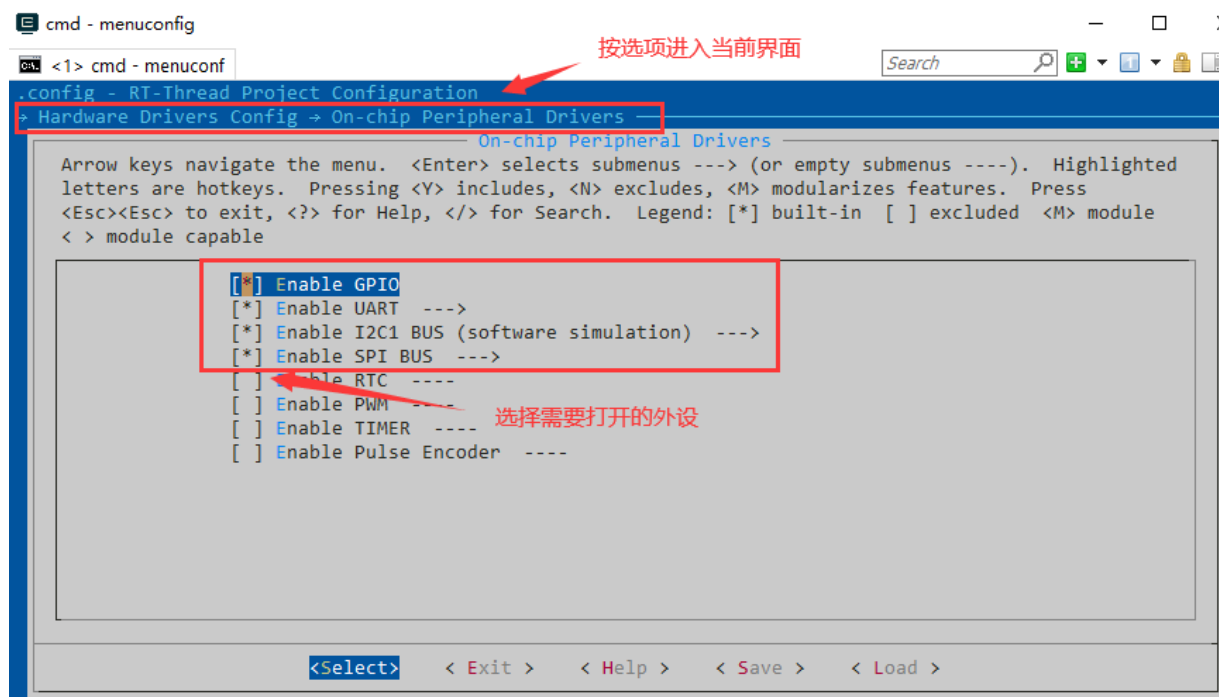 cmd - menuconfig
<1> cmd - menuconf
按选项进入当前界面
Search
.config - RT-Thread Project Configuration
→ Hardware Drivers Config → On-chip Peripheral Drivers
On-chip Peripheral Drivers
Arrow keys navigate the menu. <Enter> selects submenus ---> (or empty submenus ----). Highlighted
letters are hotkeys. Pressing <Y> includes, <N> excludes, <M> modularizes features. Press
<Esc><Esc> to exit, <?> for Help, </> for Search. Legend: [*] built-in [ ] excluded <M> module
< > module capable
[*] Enable GPIO
[*] Enable UART --->
[*] Enable I2C1 BUS (software simulation) --->
[*] Enable SPI BUS --->
[ ] Enable RTC ----
[ ] Enable PWM ----
选择需要打开的外设
[ ] Enable TIMER ----
[ ] Enable Pulse Encoder ----
<Select> < Exit > < Help > < Save > < Load >